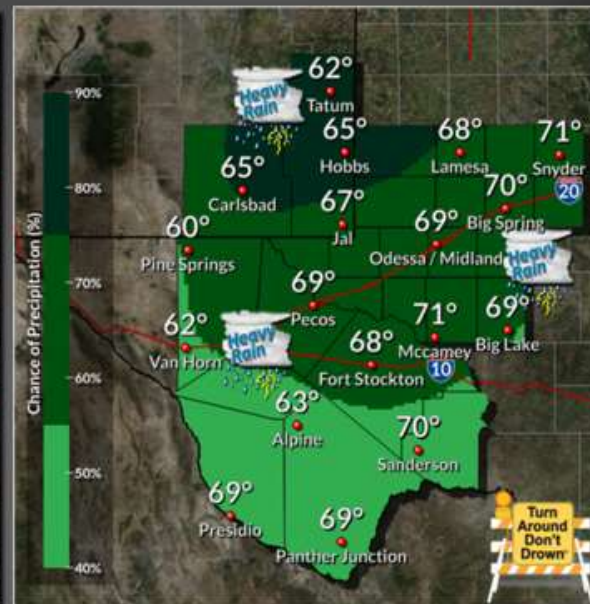 Chance of Precipitation (%)
90%
80%
70%
60%
50%
40%
Heavy
Rain
62°
Tatum
65°
Hobbs
68°
Lamesa
71°
Snyder
65°
Carlsbad
67°
Jal
70°
Big Spring
20
60°
Pine Springs
69°
Odessa / Midland
Heavy
Rain
69°
Pecos
62°
Van Horn
Heavy
Rain
68°
Fort Stockton
71°
Mccamey
69°
Big Lake
10
63°
Alpine
70°
Sanderson
69°
Presidio
69°
Panther Junction
Turn
Around
Don't
Drown